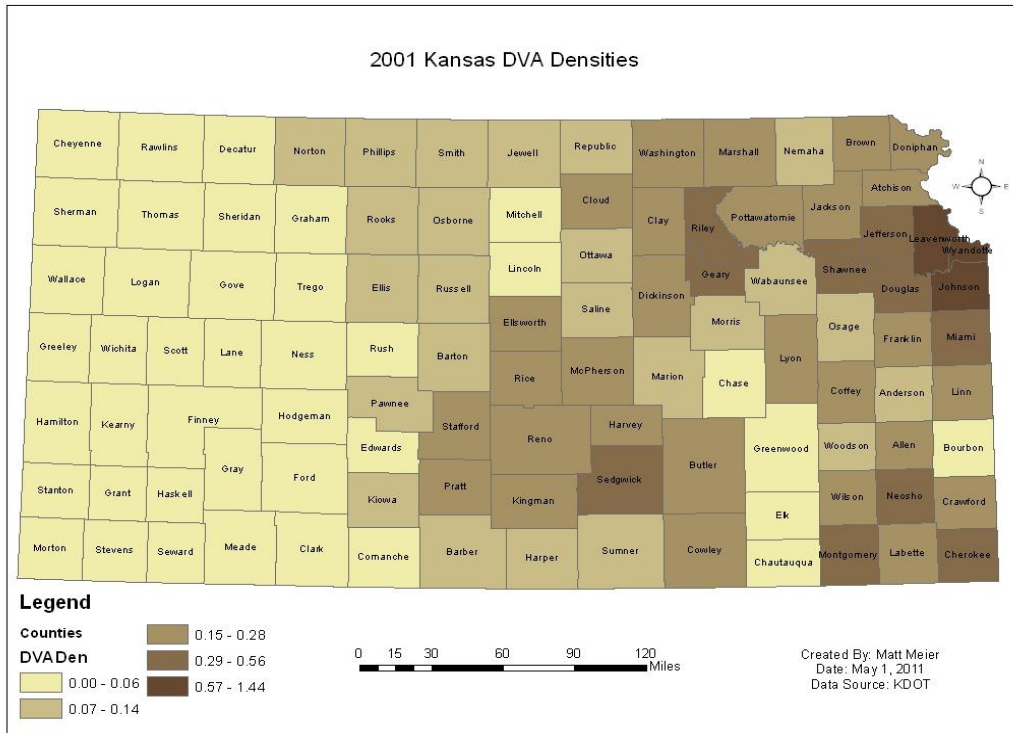 2001 Kansas DVA Densities
Cheyenne
Rawlins
Decatur
Norton
Phillips
Smith
Jewell
Republic
Washington
Marshall
Nemaha
Brown
Doniphan
Atchison
N
W
E
S
Sherman
Thomas
Sheridan
Graham
Rooks
Osborne
Mitchell
Cloud
Clay
Riley
Pottawatomie
Jackson
Jefferson
Leavenworth
Wyandotte
Wallace
Logan
Gove
Trego
Ellis
Russell
Lincoln
Ottawa
Saline
Dickinson
Geary
Wabaunsee
Shawnee
Douglas
Johnson
Greeley
Wichita
Scott
Lane
Ness
Rush
Barton
Ellsworth
Rice
McPherson
Marion
Morris
Chase
Lyon
Osage
Franklin
Miami
Hamilton
Kearny
Finney
Hodgeman
Pawnee
Edwards
Stafford
Reno
Harvey
Sedgwick
Butler
Greenwood
Coffey
Anderson
Linn
Woodson
Allen
Bourbon
Stanton
Grant
Haskell
Gray
Ford
Kiowa
Pratt
Kingman
Elk
Wilson
Neosho
Crawford
Morton
Stevens
Seward
Meade
Clark
Comanche
Barber
Harper
Sumner
Cowley
Chautauqua
Montgomery
Labette
Cherokee
Legend
Counties
DVA Den
0.00 - 0.06
0.07 - 0.14
0.15 - 0.28
0.29 - 0.56
0.57 - 1.44
0 15 30 60 90 120
Miles
Created By: Matt Meier
Date: May 1, 2011
Data Source: KDOT